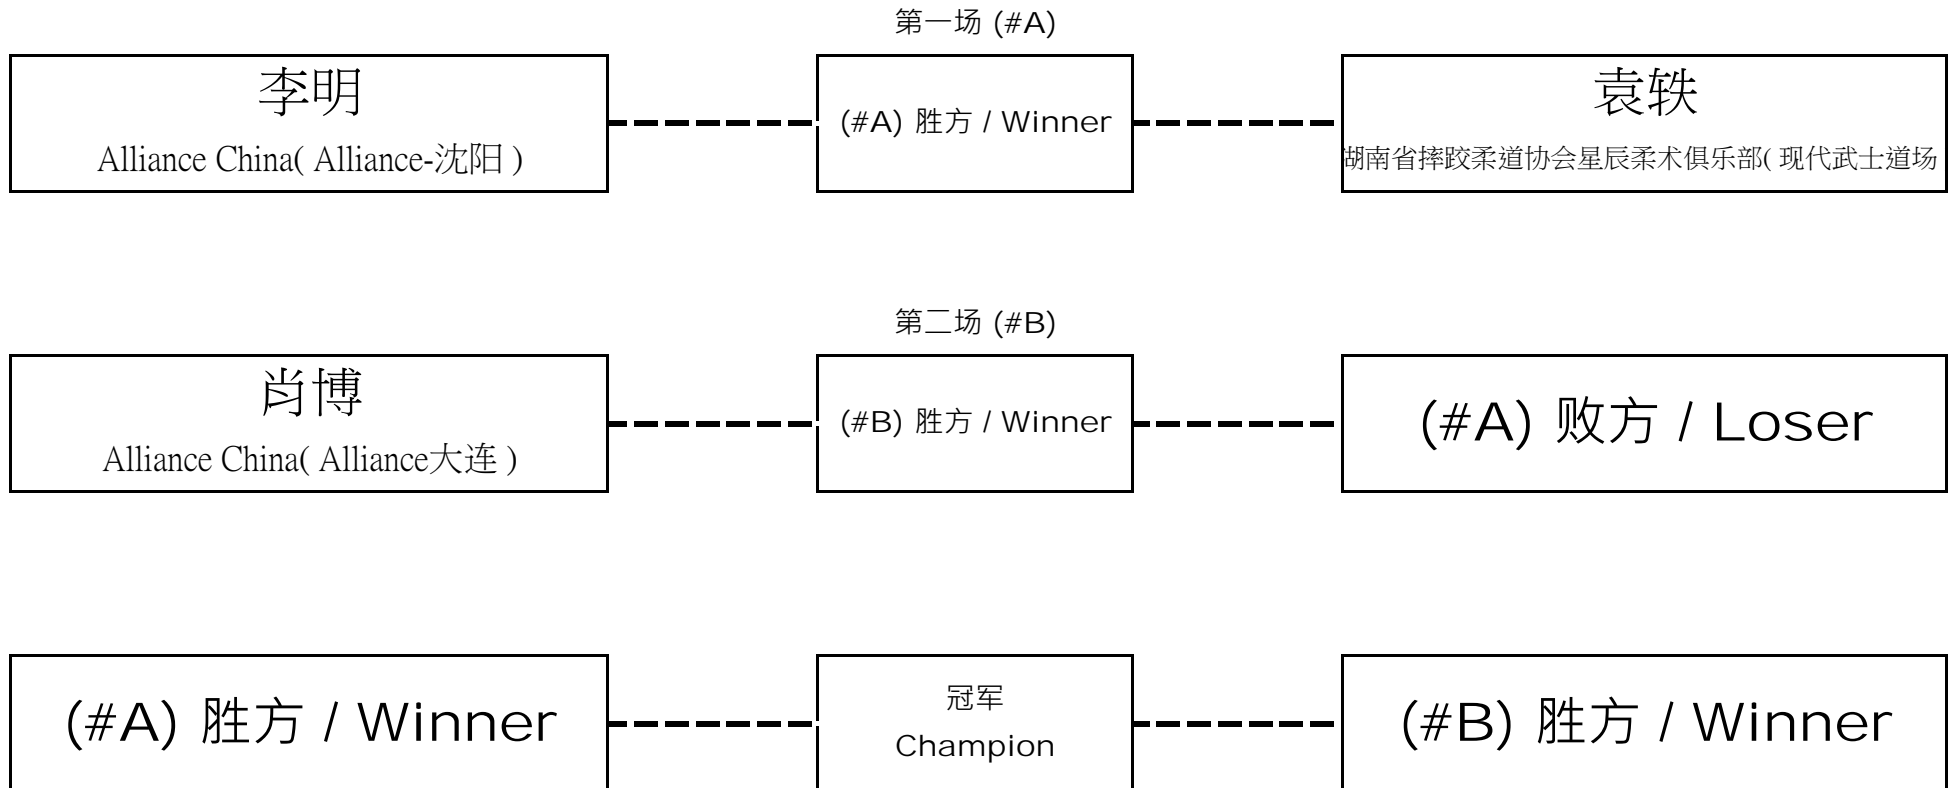 第一场 (#A)
李明
Alliance China( Alliance-沈阳 )
(#A) 胜方 / Winner
袁轶
湖南省摔跤柔道协会星辰柔术俱乐部( 现代武士道场
第二场 (#B)
肖博
Alliance China( Alliance大连 )
(#B) 胜方 / Winner
(#A) 败方 / Loser
(#A) 胜方 / Winner
冠军
Champion
(#B) 胜方 / Winner